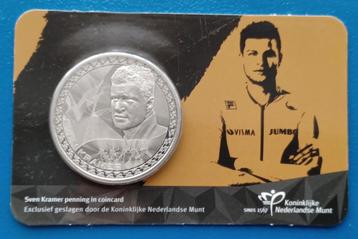 VISMA JUMBO
Sven Kramer penning in coincard
Exclusief geslagen door de Koninklijke Nederlandse Munt
SINDS 1567
Koninklijke
Nederlandse Munt